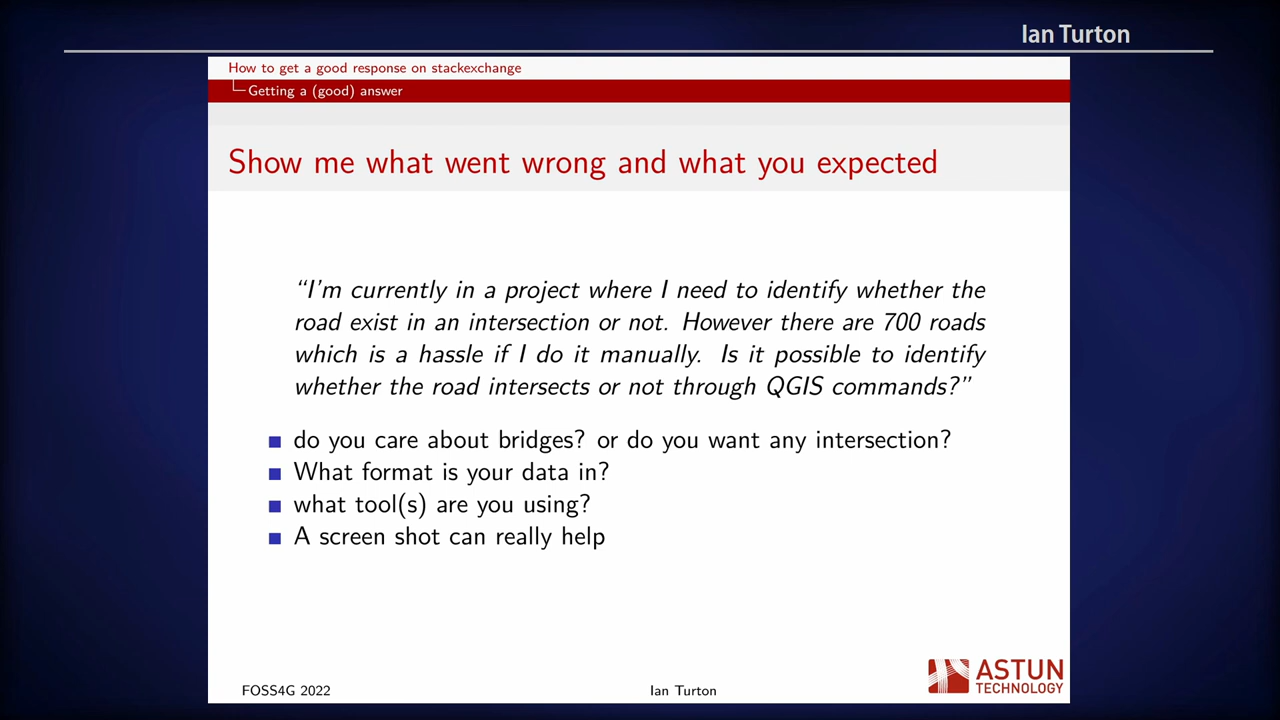 Ian Turton
How to get a good response on stackexchange
Getting a (good) answer
Show me what went wrong and what you expected
“I’m currently in a project where I need to identify whether the
road exist in an intersection or not. However there are 700 roads
which is a hassle if I do it manually. Is it possible to identify
whether the road intersects or not through QGIS commands?”
do you care about bridges? or do you want any intersection?
What format is your data in?
what tool(s) are you using?
A screen shot can really help
ASTUN
TECHNOLOGY
FOSS4G 2022
Ian Turton